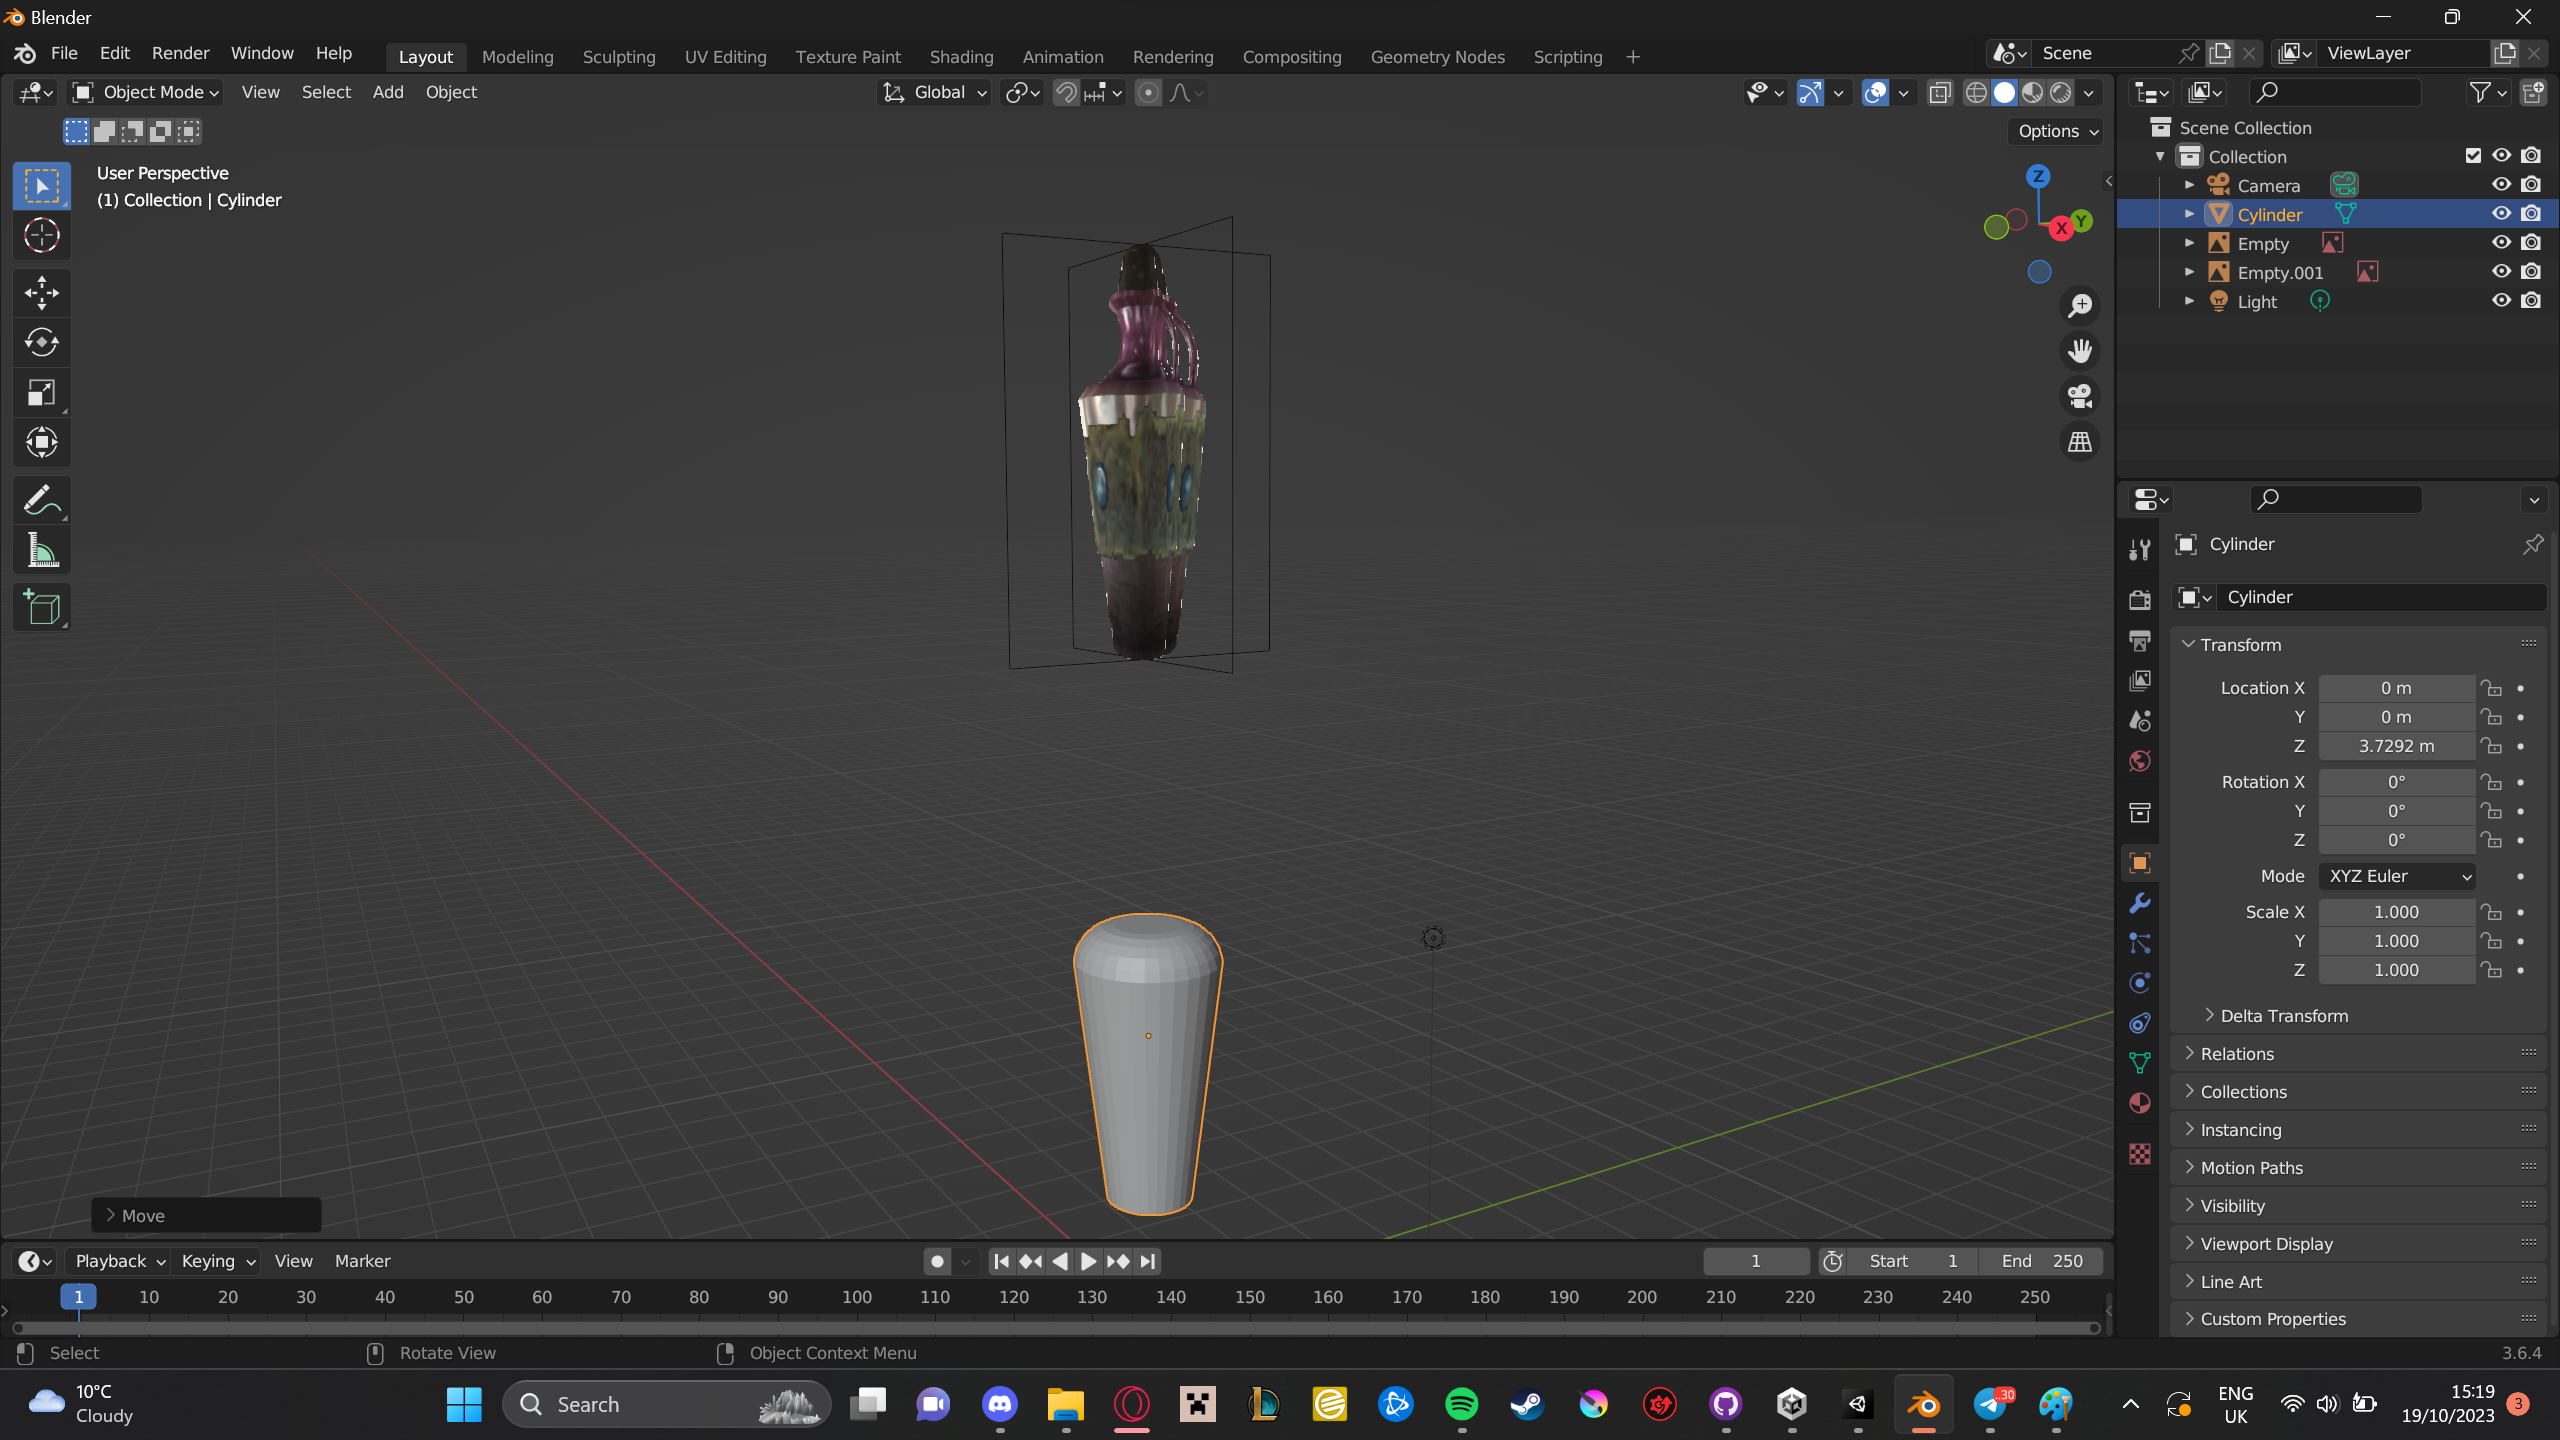 Blender
File Edit Render Window Help Layout Modeling Sculpting UV Editing Texture Paint Shading Animation Rendering Compositing Geometry Nodes Scripting + Scene ViewLayer
Object Mode View Select Add Object Global
Options
User Perspective
(1) Collection | Cylinder
Z
Y
X
Scene Collection
Collection
Camera
Cylinder
Empty
Empty.001
Light
Cylinder
Cylinder
Transform
Location X 0 m
Y 0 m
Z 3.7292 m
Rotation X 0°
Y 0°
Z 0°
Mode XYZ Euler
Scale X 1.000
Y 1.000
Z 1.000
Delta Transform
Relations
Collections
Instancing
Motion Paths
Visibility
Viewport Display
Line Art
Custom Properties
Move
Playback Keying View Marker 1 Start 1 End 250
1 10 20 30 40 50 60 70 80 90 100 110 120 130 140 150 160 170 180 190 200 210 220 230 240 250
Select Rotate View Object Context Menu 3.6.4
10°C
Cloudy
Search
..30
ENG
UK
15:19
19/10/2023
3